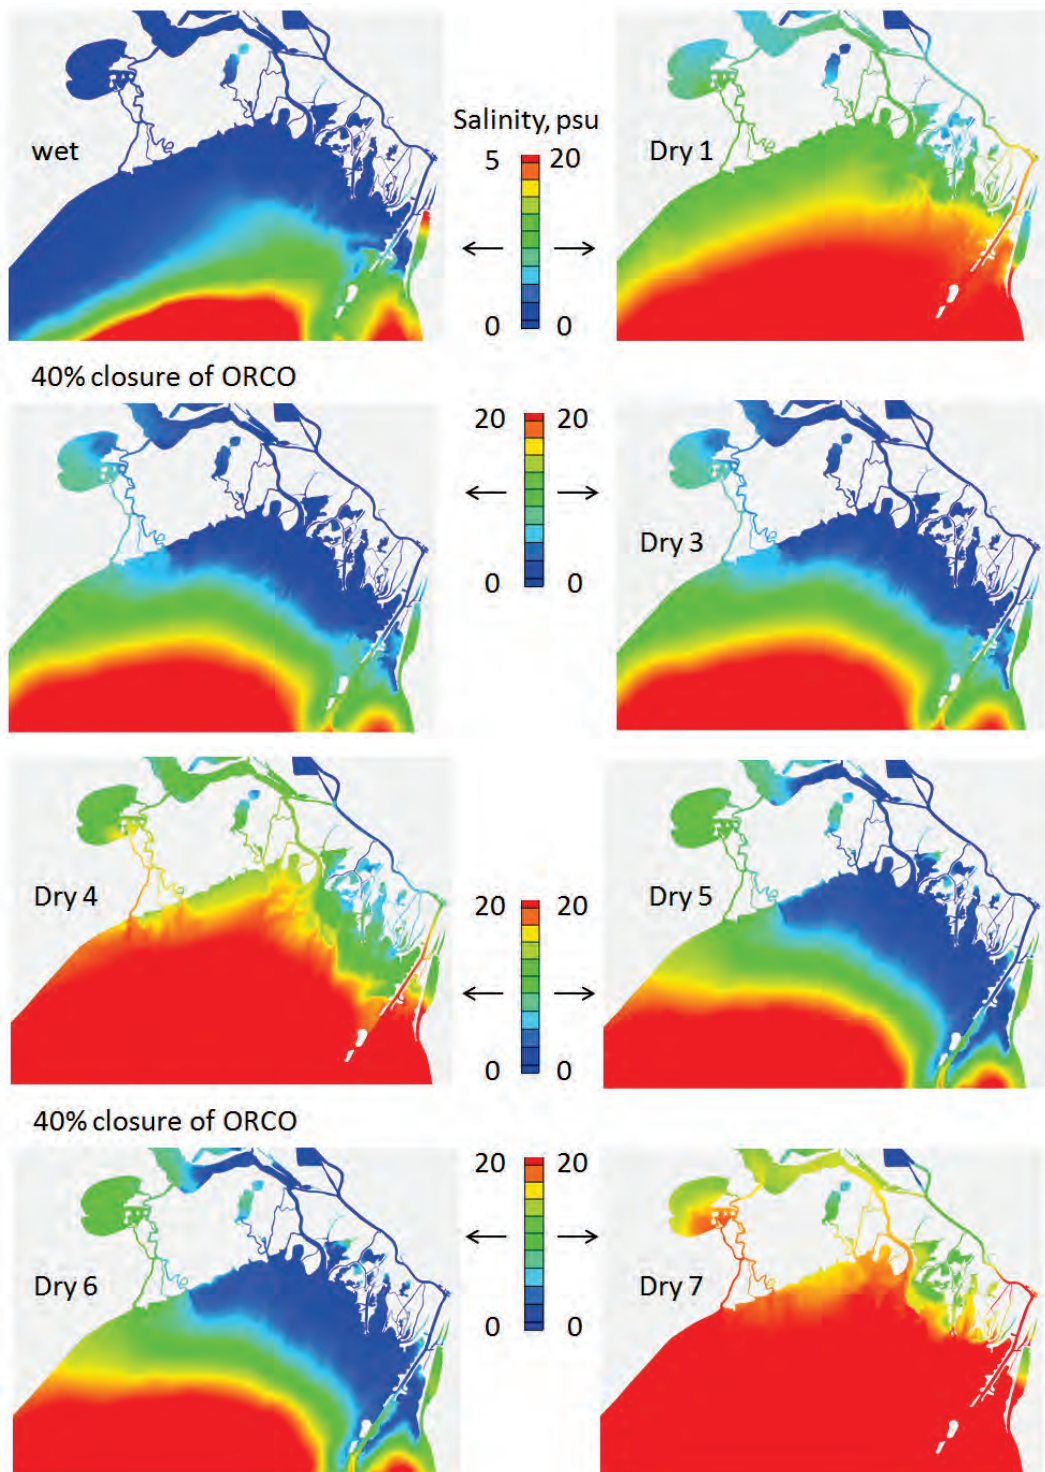 Salinity, psu
wet
5 20
Dry 1
0 0
40% closure of ORCO
20 20
Dry 3
0 0
Dry 4
20 20
Dry 5
0 0
40% closure of ORCO
20 20
Dry 6
Dry 7
0 0